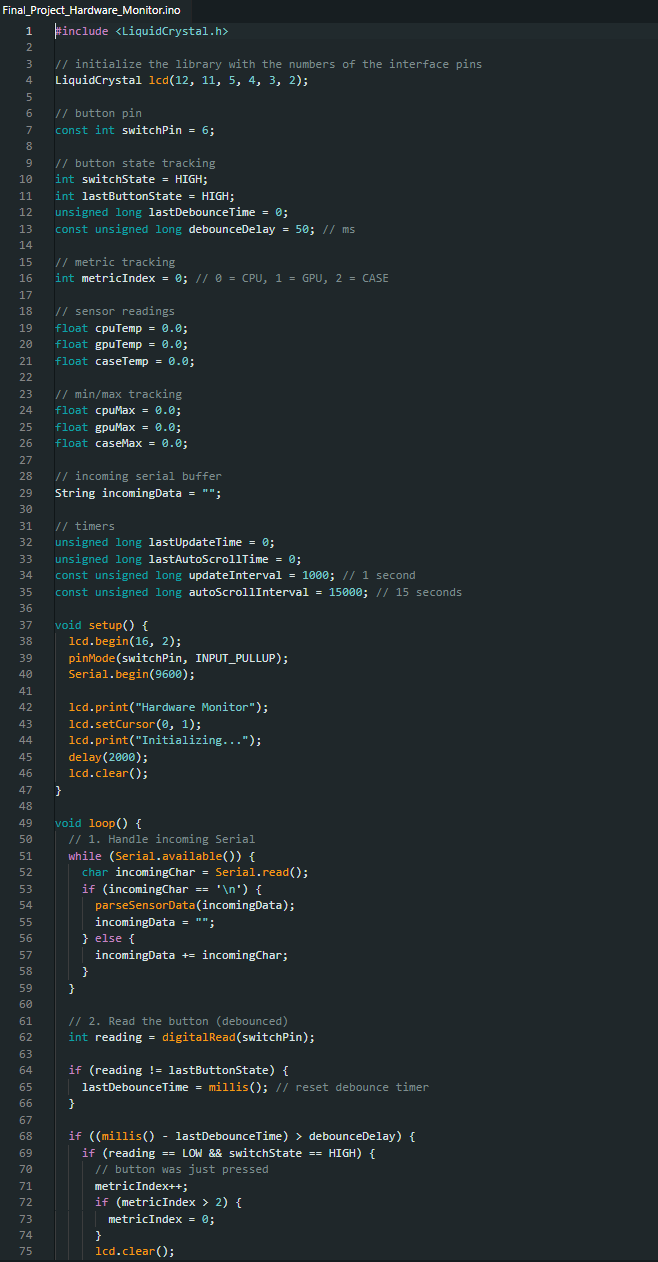 Final_Project_Hardware_Monitor.ino
1 #include <LiquidCrystal.h>
2
3 // initialize the library with the numbers of the interface pins
4 LiquidCrystal lcd(12, 11, 5, 4, 3, 2);
5
6 // button pin
7 const int switchPin = 6;
8
9 // button state tracking
10 int switchState = HIGH;
11 int lastButtonState = HIGH;
12 unsigned long lastDebounceTime = 0;
13 const unsigned long debounceDelay = 50; // ms
14
15 // metric tracking
16 int metricIndex = 0; // 0 = CPU, 1 = GPU, 2 = CASE
17
18 // sensor readings
19 float cpuTemp = 0.0;
20 float gpuTemp = 0.0;
21 float caseTemp = 0.0;
22
23 // min/max tracking
24 float cpuMax = 0.0;
25 float gpuMax = 0.0;
26 float caseMax = 0.0;
27
28 // incoming serial buffer
29 String incomingData = "";
30
31 // timers
32 unsigned long lastUpdateTime = 0;
33 unsigned long lastAutoScrollTime = 0;
34 const unsigned long updateInterval = 1000; // 1 second
35 const unsigned long autoScrollInterval = 15000; // 15 seconds
36
37 void setup() {
38   lcd.begin(16, 2);
39   pinMode(switchPin, INPUT_PULLUP);
40   Serial.begin(9600);
41
42   lcd.print("Hardware Monitor");
43   lcd.setCursor(0, 1);
44   lcd.print("Initializing...");
45   delay(2000);
46   lcd.clear();
47 }
48
49 void loop() {
50   // 1. Handle incoming Serial
51   while (Serial.available()) {
52     char incomingChar = Serial.read();
53     if (incomingChar == '\n') {
54       parseSensorData(incomingData);
55       incomingData = "";
56     } else {
57       incomingData += incomingChar;
58     }
59   }
60
61   // 2. Read the button (debounced)
62   int reading = digitalRead(switchPin);
63
64   if (reading != lastButtonState) {
65     lastDebounceTime = millis(); // reset debounce timer
66   }
67
68   if ((millis() - lastDebounceTime) > debounceDelay) {
69     if (reading == LOW && switchState == HIGH) {
70       // button was just pressed
71       metricIndex++;
72       if (metricIndex > 2) {
73         metricIndex = 0;
74       }
75       lcd.clear();